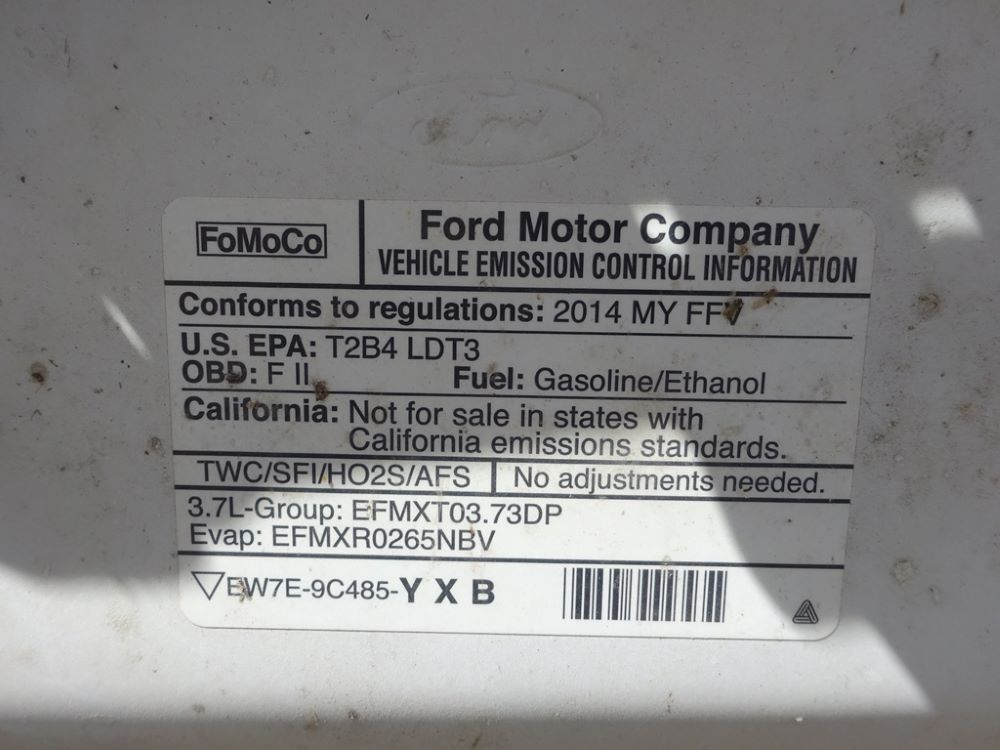 FoMoCo
Ford Motor Company
VEHICLE EMISSION CONTROL INFORMATION
Conforms to regulations: 2014 MY FFV
U.S. EPA: T2B4 LDT3
OBD: F II Fuel: Gasoline/Ethanol
California: Not for sale in states with
California emissions standards.
TWC/SFI/HO2S/AFS No adjustments needed.
3.7L-Group: EFMXT03.73DP
Evap: EFMXR0265NBV
EW7E-9C485-Y X B